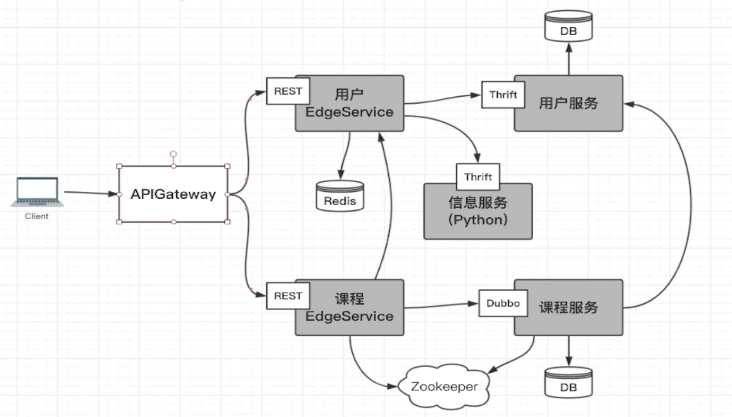 DB
REST
用户
EdgeService
Thrift
用户服务
Thrift
信息服务
(Python)
Redis
APIGateway
Client
REST
课程
EdgeService
Dubbo
课程服务
Zookeeper
DB